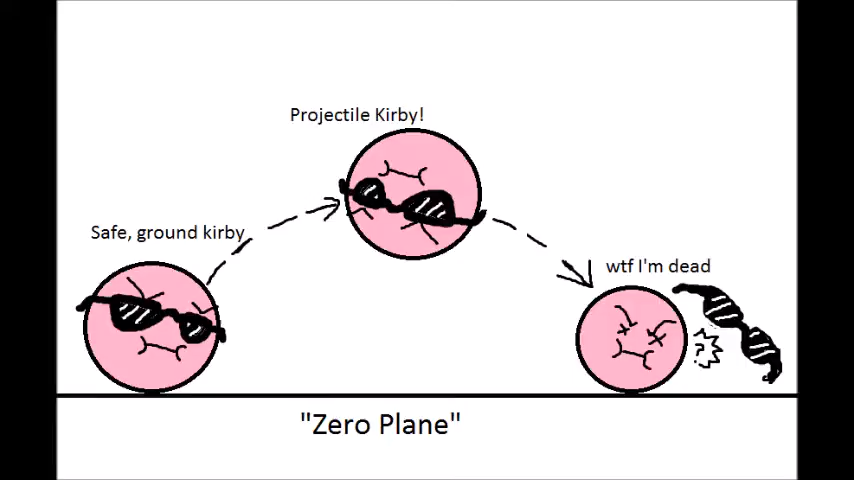 Projectile Kirby!
Safe, ground kirby
wtf I'm dead
"Zero Plane"